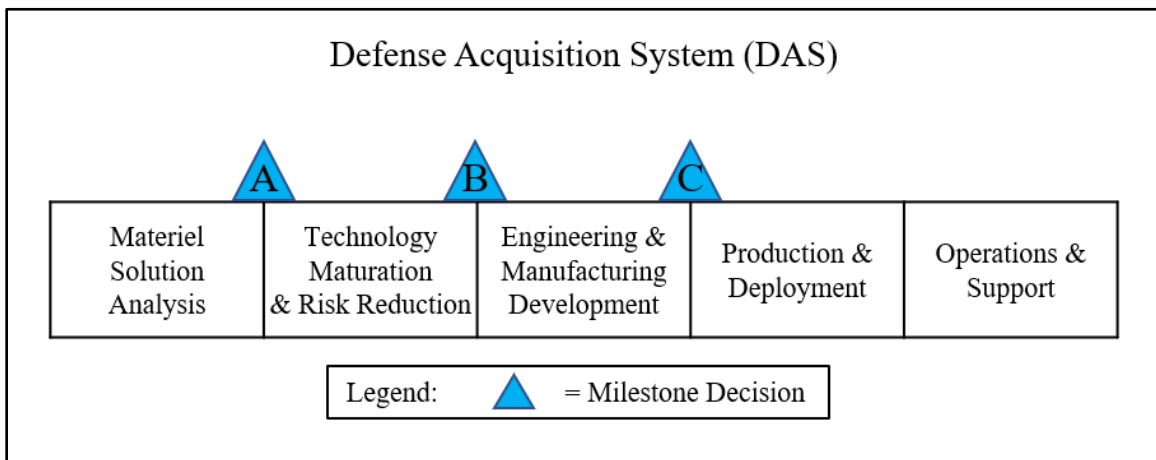 Defense Acquisition System (DAS)
A
B
C
Materiel
Solution
Analysis
Technology
Maturation
& Risk Reduction
Engineering &
Manufacturing
Development
Production &
Deployment
Operations &
Support
Legend: = Milestone Decision